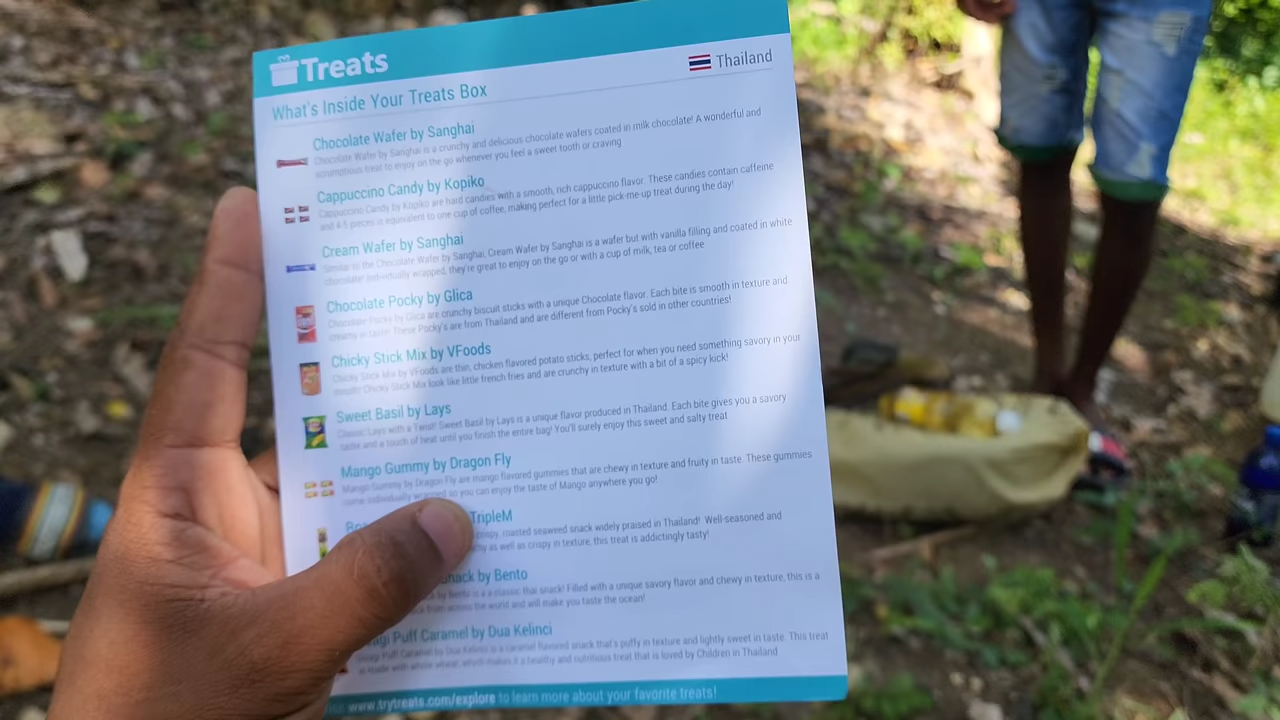 Treats
Thailand
What's Inside Your Treats Box
Chocolate Wafer by Sanghai
Chocolate Wafer by Sanghai is a crunchy and delicious chocolate wafers coated in milk chocolate! A wonderful and
scrumptious treat to enjoy on the go whenever you feel a sweet tooth or craving
Cappuccino Candy by Kopiko
Cappuccino Candy by Kopiko are hard candies with a smooth, rich cappuccino flavor. These candies contain caffeine
and 4-5 pieces is equivalent to one cup of coffee, making perfect for a little pick-me-up treat during the day!
Cream Wafer by Sanghai
Similar to the Chocolate Wafer by Sanghai, Cream Wafer by Sanghai is a wafer but with vanilla filling and coated in white
chocolate! Individually wrapped, they're great to enjoy on the go or with a cup of milk, tea or coffee
Chocolate Pocky by Glica
Chocolate Pocky by Glica are crunchy biscuit sticks with a unique Chocolate flavor. Each bite is smooth in texture and
creamy in taste! These Pocky's are from Thailand and are different from Pocky's sold in other countries!
Chicky Stick Mix by VFoods
Chicky Stick Mix by VFoods are thin, chicken flavored potato sticks, perfect for when you need something savory in your
mouth! Chicky Stick Mix look like little french fries and are crunchy in texture with a bit of a spicy kick!
Sweet Basil by Lays
Classic Lays with a Twist! Sweet Basil by Lays is a unique flavor produced in Thailand. Each bite gives you a savory
taste and a touch of heat until you finish the entire bag! You'll surely enjoy this sweet and salty treat
Mango Gummy by Dragon Fly
Mango Gummy by Dragon Fly are mango flavored gummies that are chewy in texture and fruity in taste. These gummies
come individually wrapped so you can enjoy the taste of Mango anywhere you go!
TripleM
crispy, roasted seaweed snack widely praised in Thailand! Well-seasoned and
as well as crispy in texture, this treat is addictingly tasty!
Snack by Bento
by Bento is a a classic thai snack! Filled with a unique savory flavor and chewy in texture, this is a
from across the world and will make you taste the ocean!
Puff Caramel by Dua Kelinci
Puff Caramel by Dua Kelinci is a caramel flavored snack that's puffy in texture and lightly sweet in taste. This treat
is made with whole wheat, which makes it a healthy and nutritious treat that is loved by Children in Thailand
www.trytreats.com/explore to learn more about your favorite treats!